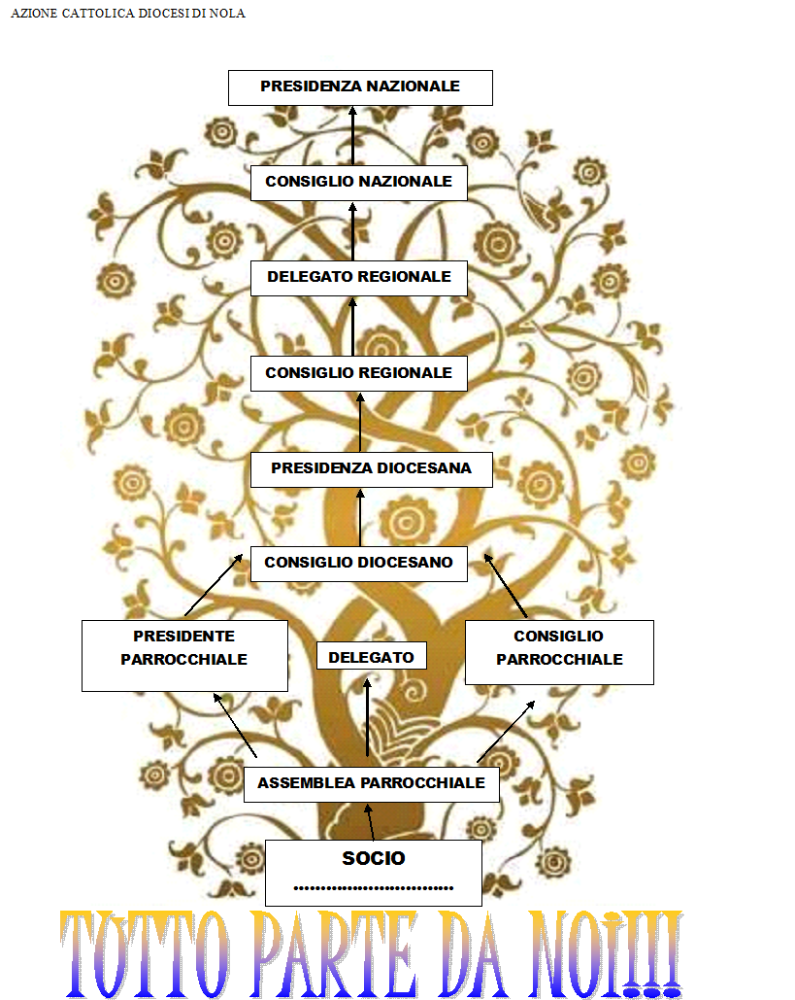 AZIONE CATTOLICA DIOCESI DI NOLA
PRESIDENZA NAZIONALE
CONSIGLIO NAZIONALE
DELEGATO REGIONALE
CONSIGLIO REGIONALE
PRESIDENZA DIOCESANA
CONSIGLIO DIOCESANO
PRESIDENTE
PARROCCHIALE
DELEGATO
CONSIGLIO
PARROCCHIALE
ASSEMBLEA PARROCCHIALE
SOCIO
..............................
TUTTO PARTE DA NOi!!!